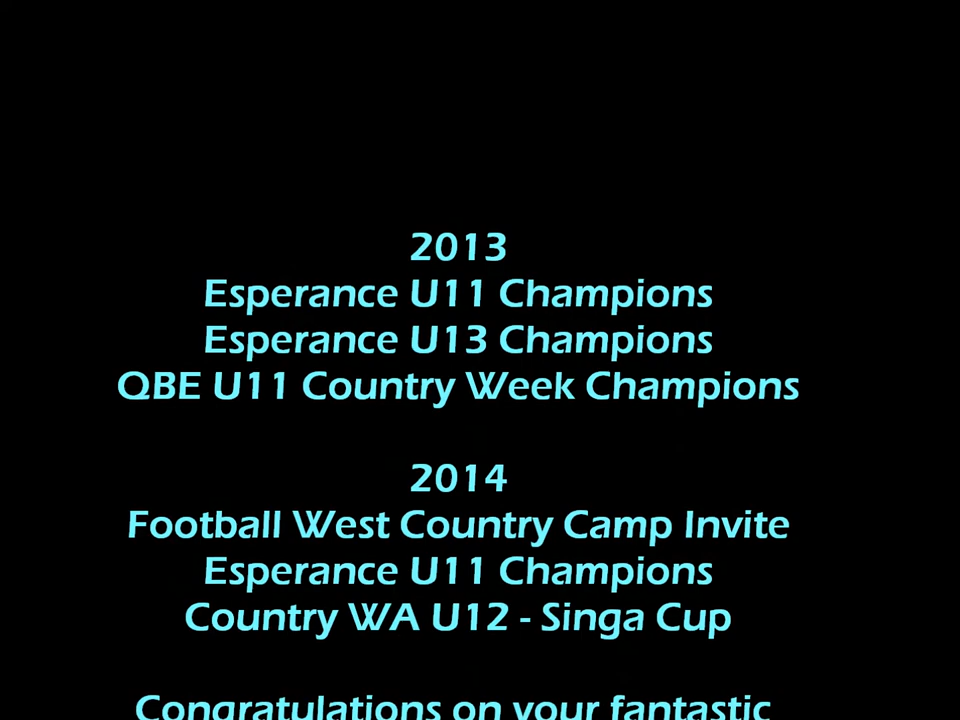 2013
Esperance U11 Champions
Esperance U13 Champions
QBE U11 Country Week Champions
2014
Football West Country Camp Invite
Esperance U11 Champions
Country WA U12 - Singa Cup
Congratulations on your fantastic